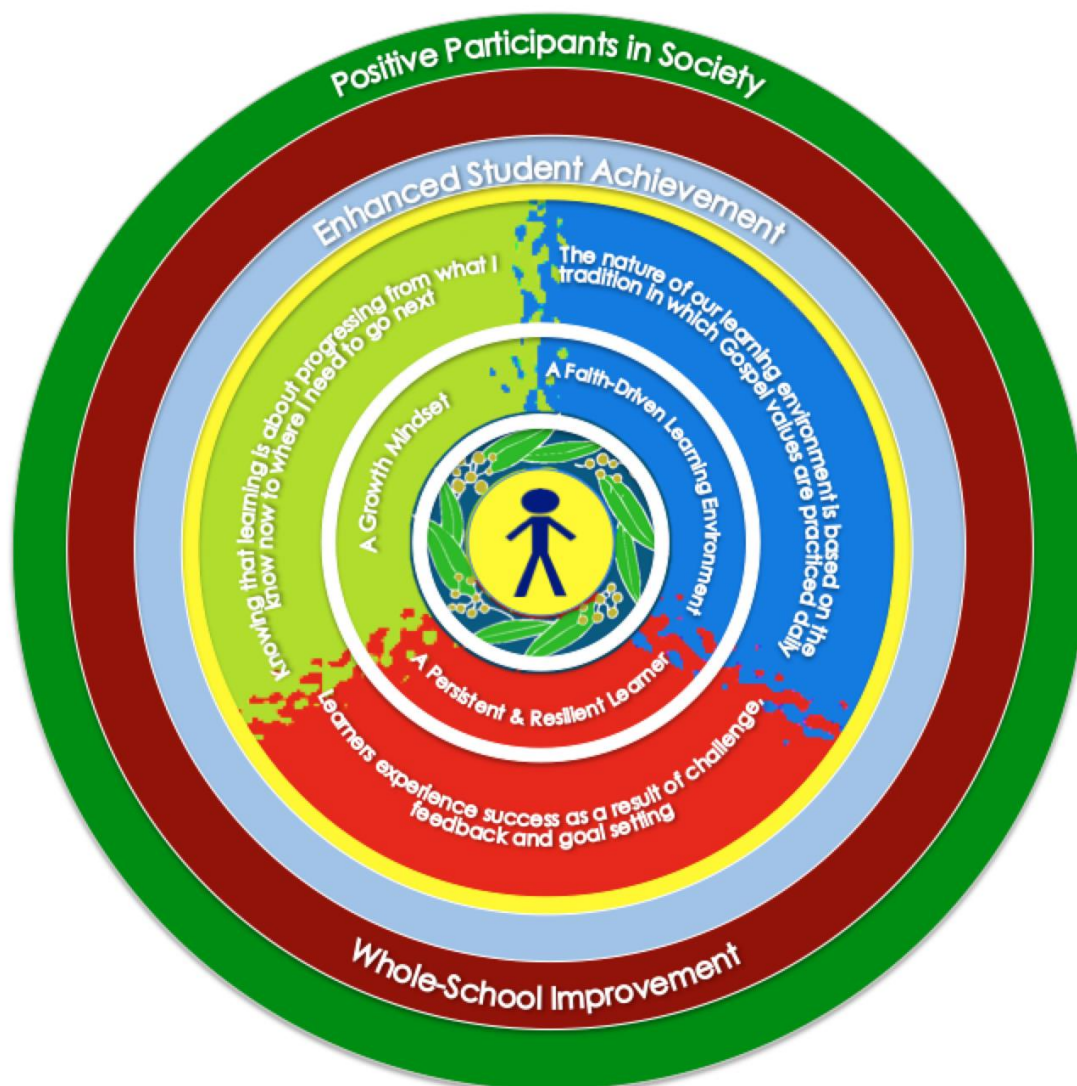 Positive Participants in Society
Enhanced Student Achievement
Knowing that learning is about progressing from what I
know now to where I need to go next
The nature of our learning environment is based on the
tradition in which Gospel values are practiced daily
A Growth Mindset
A Faith-Driven Learning Environment
A Persistent & Resilient Learner
Learners experience success as a result of challenge,
feedback and goal setting
Whole-School Improvement